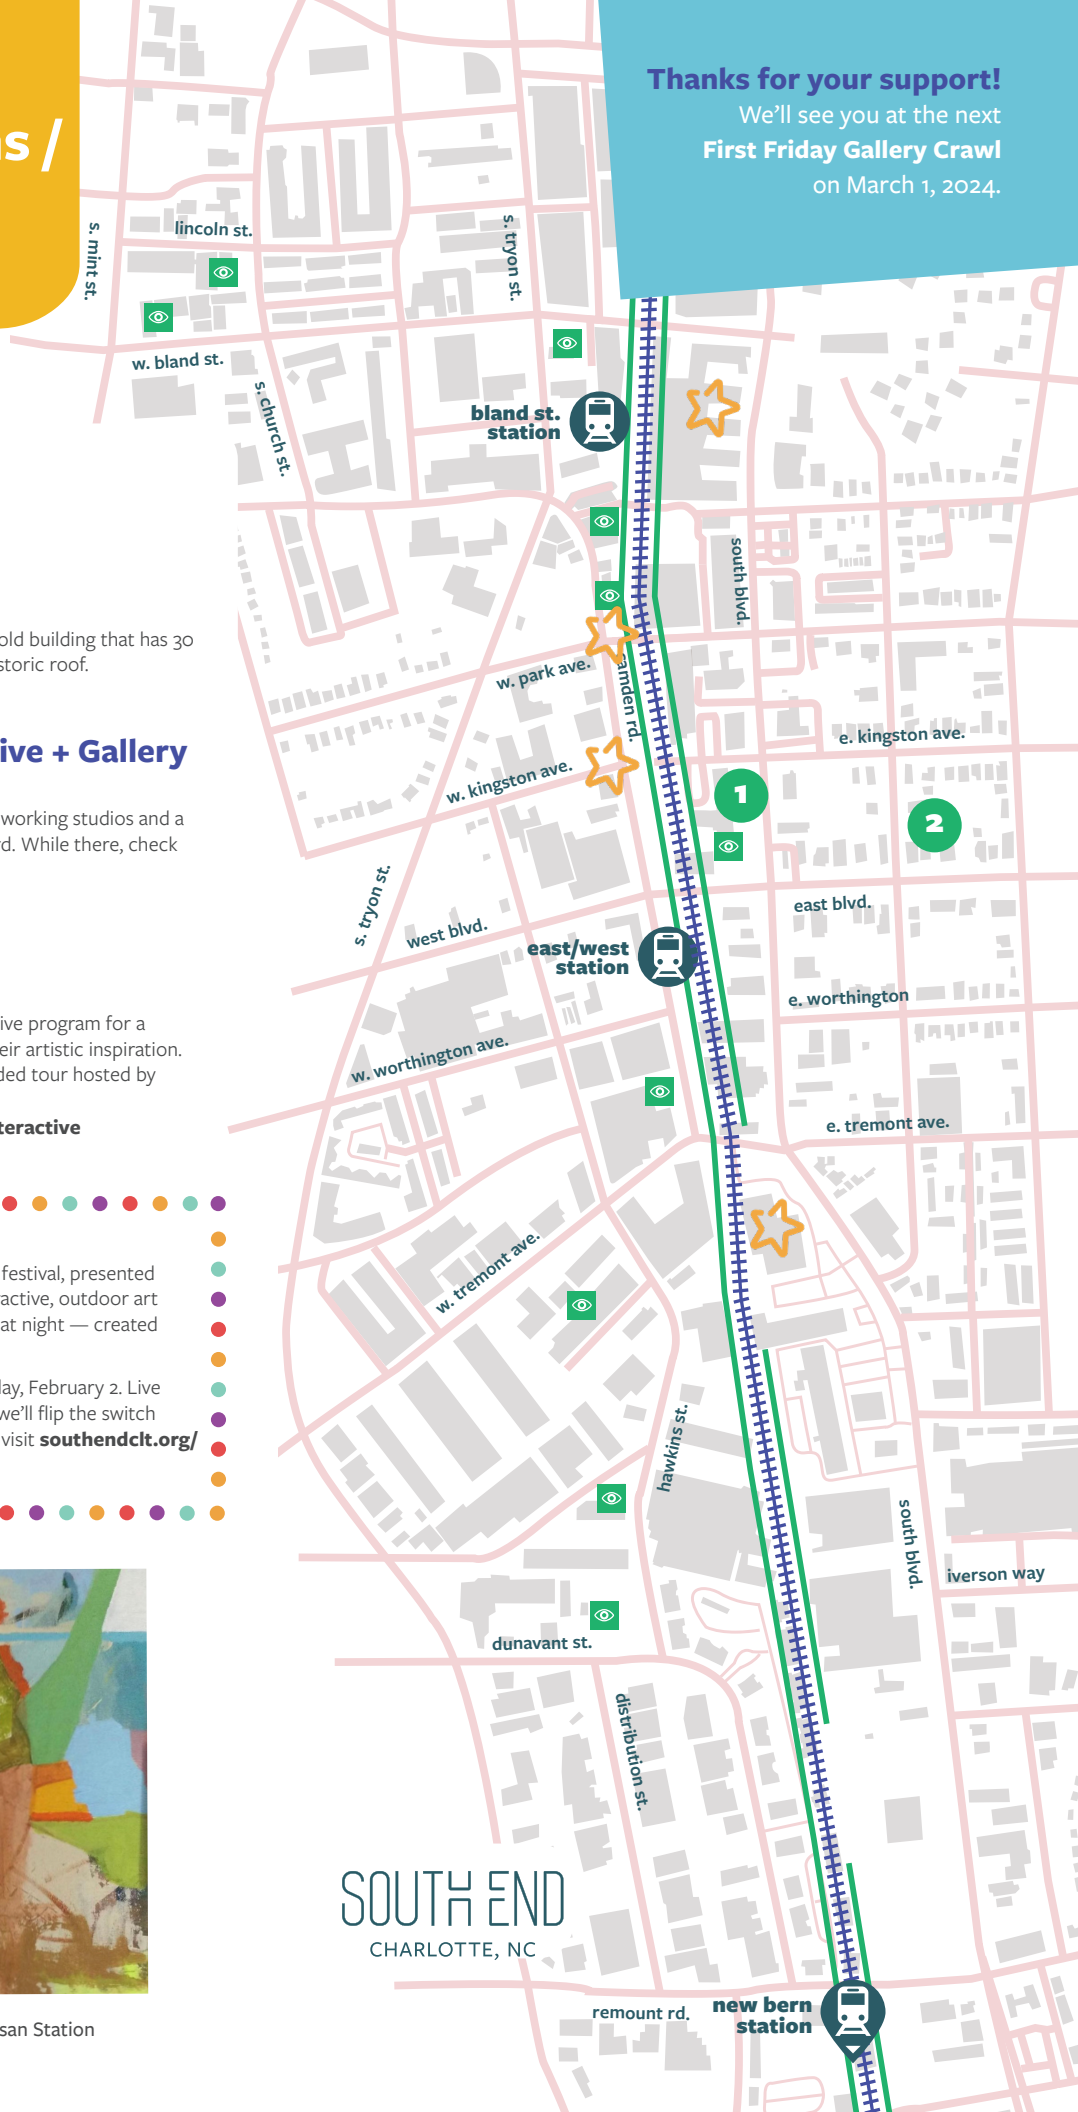 ns /
Thanks for your support!
We'll see you at the next
First Friday Gallery Crawl
on March 1, 2024.
s. mint st.
lincoln st.
s. tryon st.
w. bland st.
s. church st.
bland st.
station
south blvd.
old building that has 30
storic roof.
w. park ave.
camden rd.
ive + Gallery
e. kingston ave.
w. kingston ave.
1
2
working studios and a
rd. While there, check
s. tryon st.
east blvd.
west blvd.
east/west
station
e. worthington
ive program for a
eir artistic inspiration.
ded tour hosted by
w. worthington ave.
teractive
e. tremont ave.
festival, presented
ractive, outdoor art
at night — created
w. tremont ave.
lay, February 2. Live
we'll flip the switch
visit southendclt.org/
hawkins st.
south blvd.
iverson way
dunavant st.
distribution st.
SOUTH END
CHARLOTTE, NC
remount rd.
new bern
station
san Station